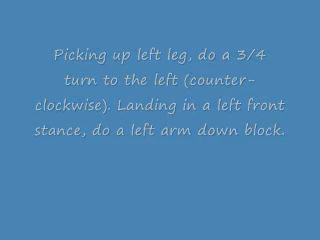 Picking up left leg, do a 3/4
turn to the left (counter-
clockwise). Landing in a left front
stance, do a left arm down block.